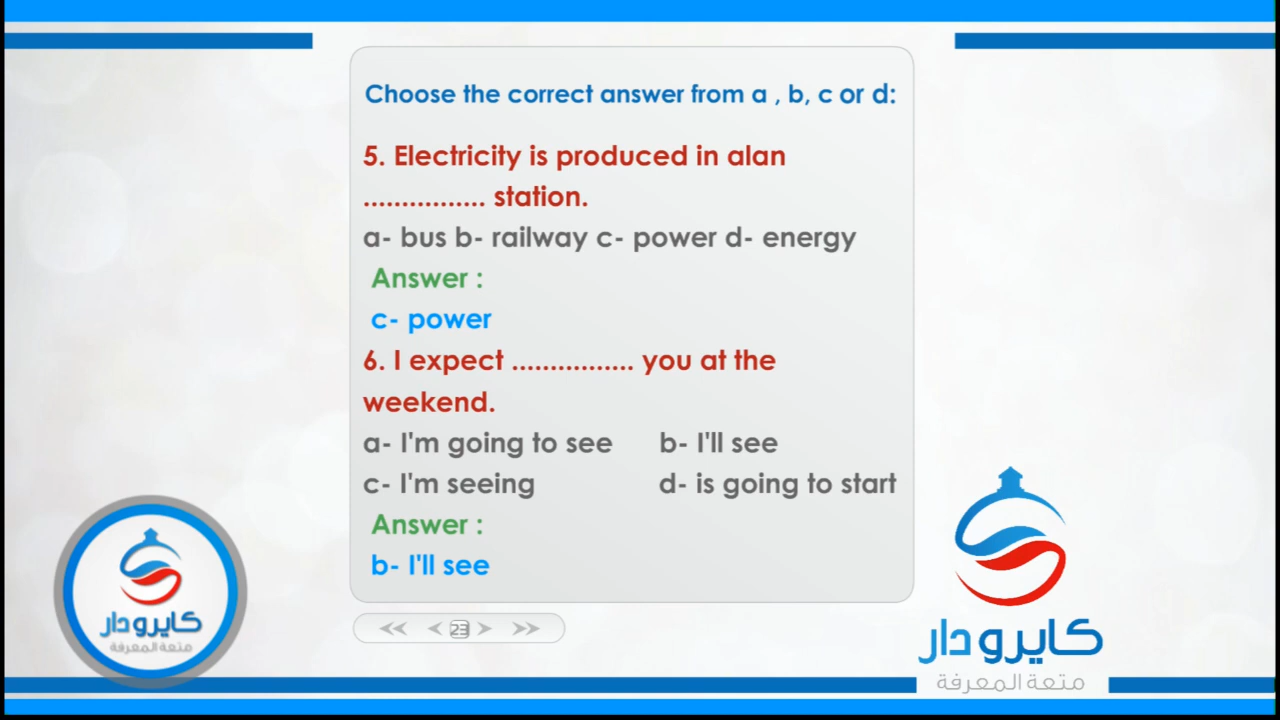 Choose the correct answer from a , b, c or d:
5. Electricity is produced in alan
................ station.
a- bus b- railway c- power d- energy
Answer :
c- power
6. I expect ................ you at the
weekend.
a- I'm going to see b- I'll see
c- I'm seeing d- is going to start
Answer :
b- I'll see
23
كايرو دار
متعة المعرفة
كايرو دار
متعة المعرفة